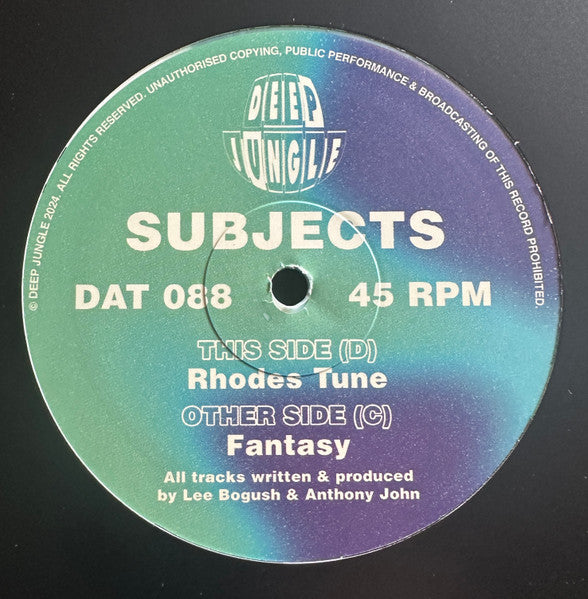 © DEEP JUNGLE 2024. ALL RIGHTS RESERVED. UNAUTHORISED COPYING, PUBLIC PERFORMANCE & BROADCASTING OF THIS RECORD PROHIBITED.
DEEP
JUNGLE
SUBJECTS
DAT 088 45 RPM
THIS SIDE (D)
Rhodes Tune
OTHER SIDE (C)
Fantasy
All tracks written & produced
by Lee Bogush & Anthony John